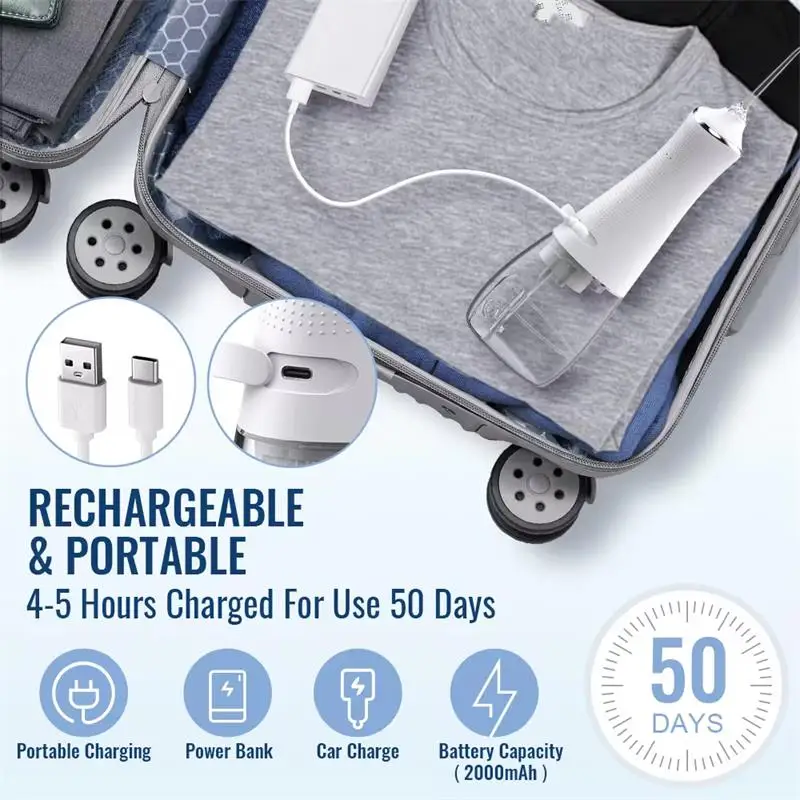 RECHARGEABLE
& PORTABLE
4-5 Hours Charged For Use 50 Days
50
DAYS
Portable Charging
Power Bank
Car Charge
Battery Capacity
( 2000mAh )